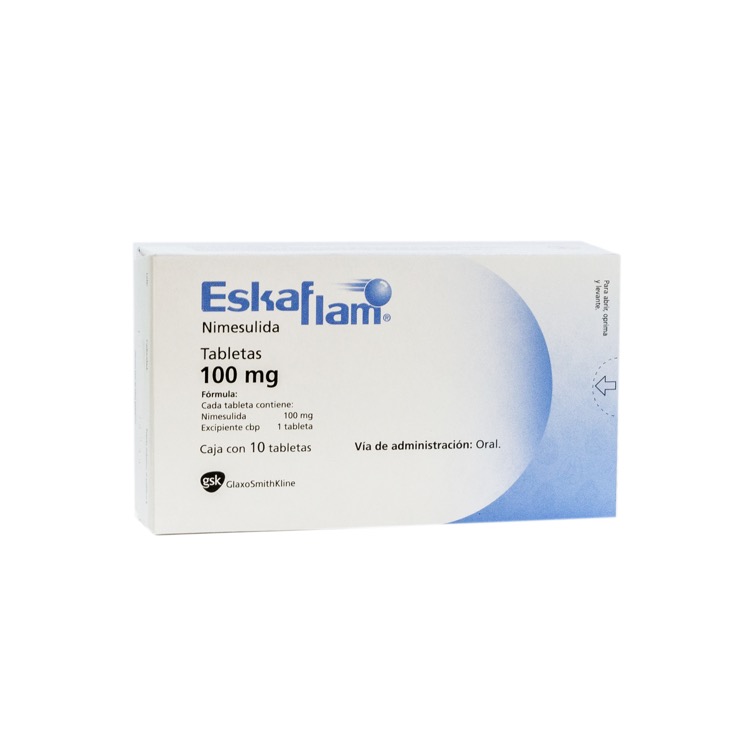 Eskaflam®
Nimesulida
Tabletas
100 mg
Fórmula:
Cada tableta contiene:
Nimesulida 100 mg
Excipiente cbp 1 tableta
Caja con 10 tabletas
Vía de administración: Oral.
gsk GlaxoSmithKline
Para abrir, oprima
y levante.